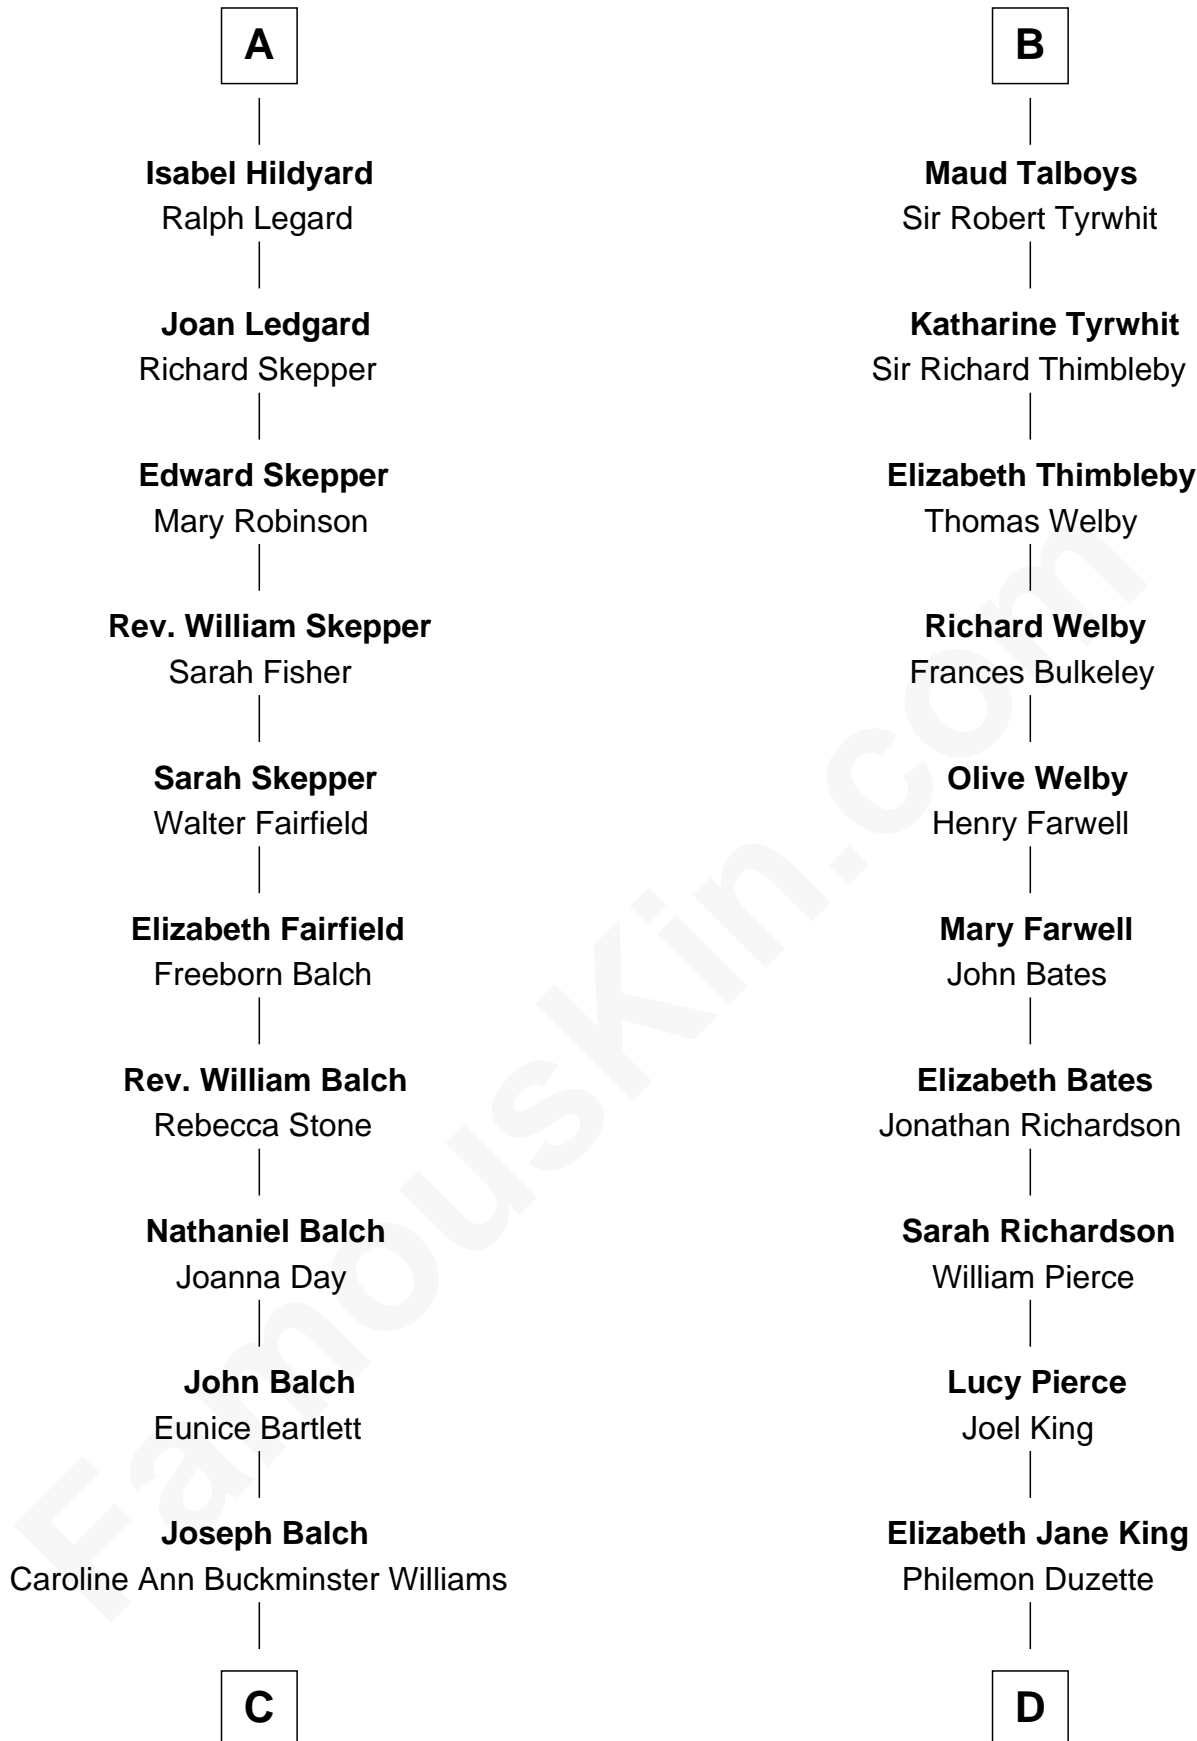 A
Isabel Hildyard
Ralph Legard
Joan Ledgard
Richard Skepper
Edward Skepper
Mary Robinson
Rev. William Skepper
Sarah Fisher
Sarah Skepper
Walter Fairfield
Elizabeth Fairfield
Freeborn Balch
Rev. William Balch
Rebecca Stone
Nathaniel Balch
Joanna Day
John Balch
Eunice Bartlett
Joseph Balch
Caroline Ann Buckminster Williams
C
B
Maud Talboys
Sir Robert Tyrwhit
Katharine Tyrwhit
Sir Richard Thimbleby
Elizabeth Thimbleby
Thomas Welby
Richard Welby
Frances Bulkeley
Olive Welby
Henry Farwell
Mary Farwell
John Bates
Elizabeth Bates
Jonathan Richardson
Sarah Richardson
William Pierce
Lucy Pierce
Joel King
Elizabeth Jane King
Philemon Duzette
D
FamousKin.com